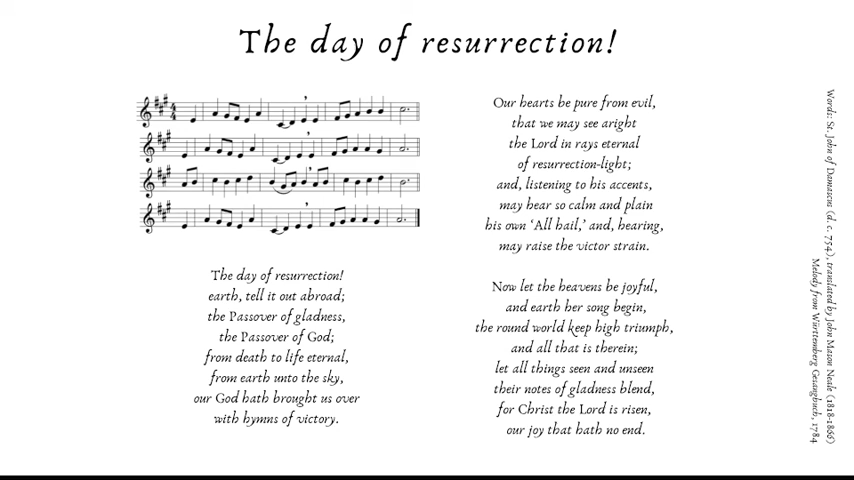 The day of resurrection!
The day of resurrection!
earth, tell it out abroad;
the Passover of gladness,
the Passover of God;
from death to life eternal,
from earth unto the sky,
our God hath brought us over
with hymns of victory.
Our hearts be pure from evil,
that we may see aright
the Lord in rays eternal
of resurrection-light;
and, listening to his accents,
may hear so calm and plain
his own ‘All hail,’ and, hearing,
may raise the victor strain.
Now let the heavens be joyful,
and earth her song begin,
the round world keep high triumph,
and all that is therein;
let all things seen and unseen
their notes of gladness blend,
for Christ the Lord is risen,
our joy that hath no end.
Words: St. John of Damascus (d. c. 754), translated by John Mason Neale (1818-1866)
Melody from Württemberg Gesangbuch, 1784